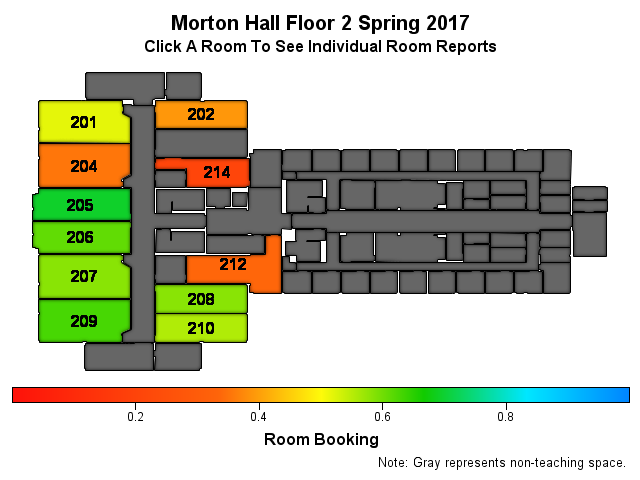 Morton Hall Floor 2 Spring 2017
Click A Room To See Individual Room Reports
201
202
204
214
205
206
212
207
208
209
210
0.2 0.4 0.6 0.8
Room Booking
Note: Gray represents non-teaching space.